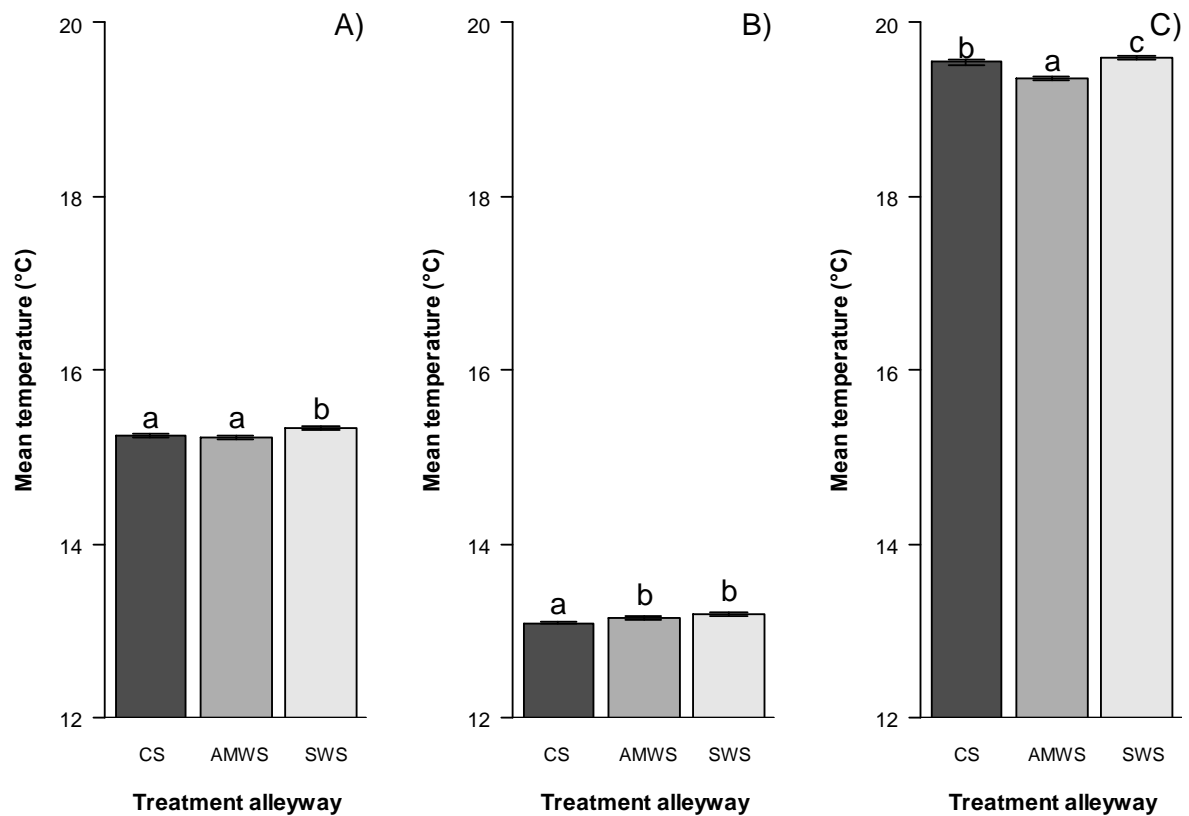 A)
Mean temperature (°C)
20
18
16
14
12
a
a
b
CS
AMWS
SWS
Treatment alleyway
B)
Mean temperature (°C)
20
18
16
14
12
a
b
b
CS
AMWS
SWS
Treatment alleyway
C)
Mean temperature (°C)
20
18
16
14
12
b
a
c
CS
AMWS
SWS
Treatment alleyway